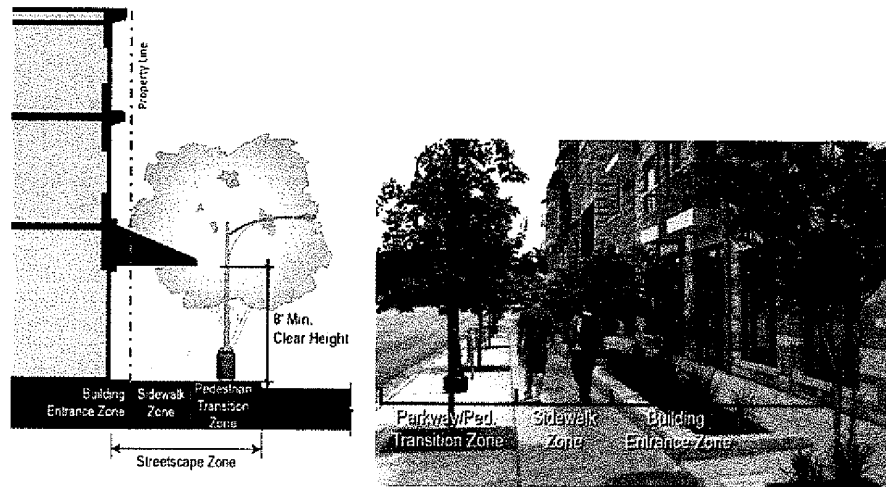 Property Line
8' Min.
Clear Height
Building
Entrance Zone
Sidewalk
Zone
Pedestrian
Transition
Zone
Streetscape Zone
Parkway/Ped.
Transition Zone
Sidewalk
Zone
Building
Entrance Zone